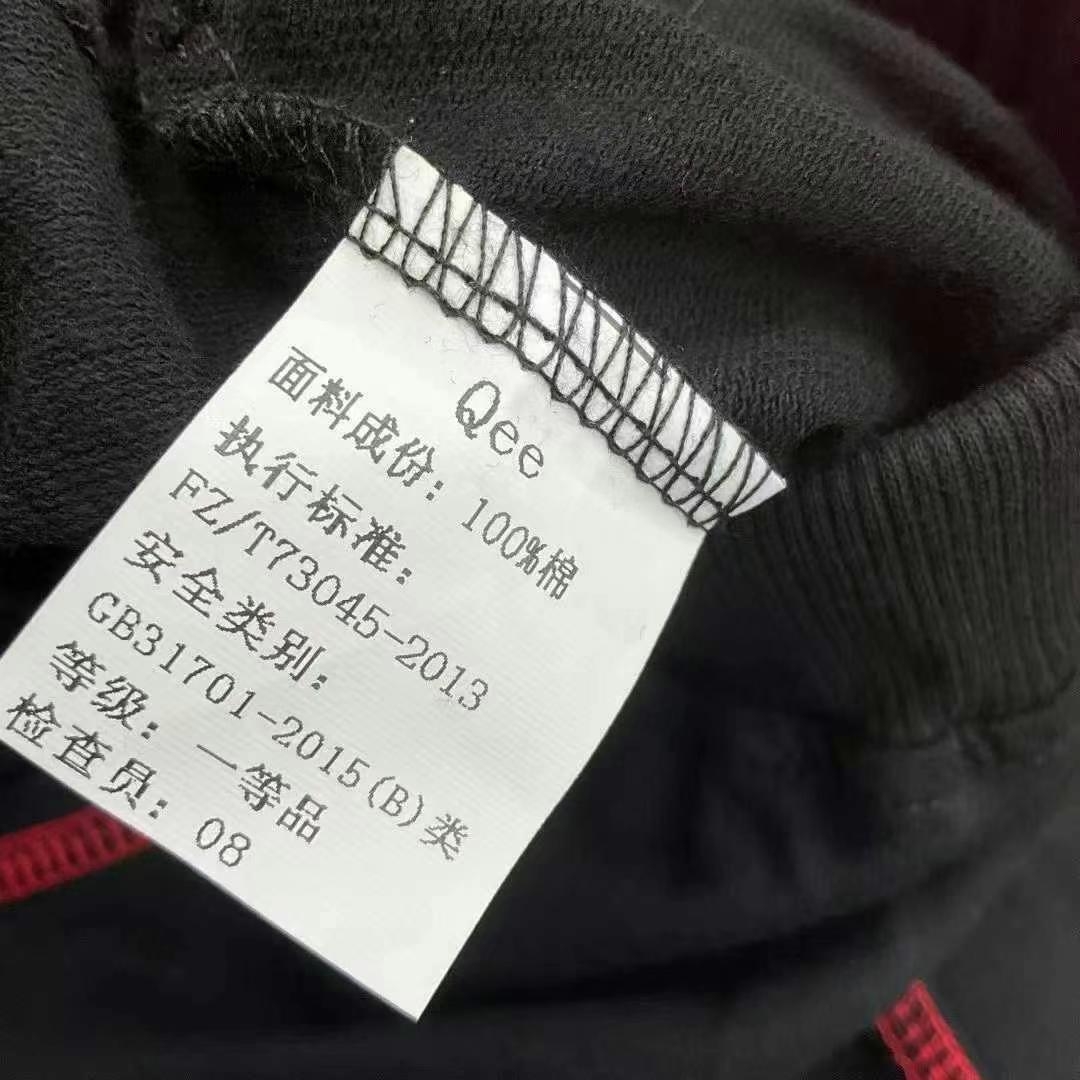 Qee
面料成份: 100%棉
执行标准:
FZ/T73045-2013
安全类别:
GB31701-2015(B)类
等级: 一等品
检查员: 08